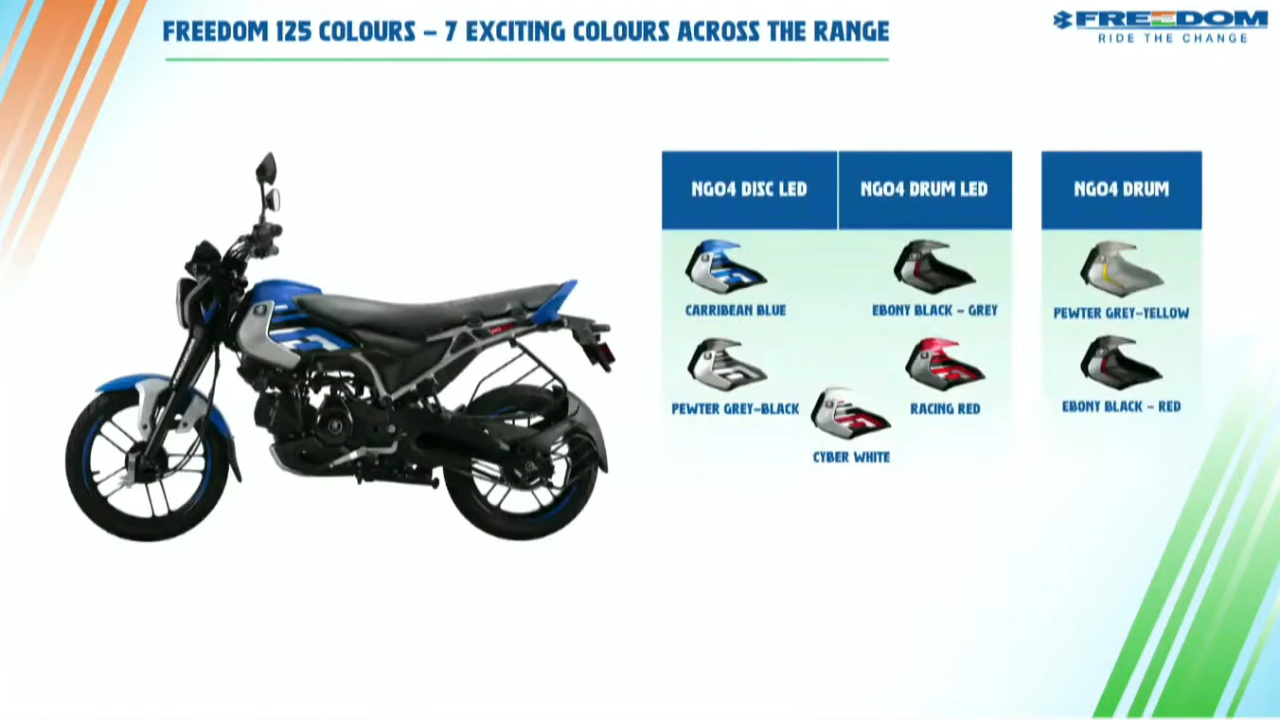 FREEDOM 125 COLOURS – 7 EXCITING COLOURS ACROSS THE RANGE
FREEDOM
RIDE THE CHANGE
NG04 DISC LED
NG04 DRUM LED
NG04 DRUM
CARRIBEAN BLUE
EBONY BLACK – GREY
PEWTER GREY-YELLOW
PEWTER GREY-BLACK
RACING RED
EBONY BLACK – RED
CYBER WHITE